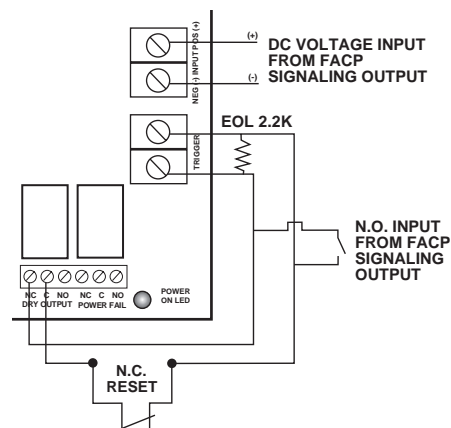 POS (+)
NEG (-) INPUT
(+)
(-)
DC VOLTAGE INPUT
FROM FACP
SIGNALING OUTPUT
TRIGGER
EOL 2.2K
N.O. INPUT
FROM FACP
SIGNALING
OUTPUT
NC C NO NC C NO
DRY OUTPUT POWER FAIL
POWER
ON LED
N.C.
RESET